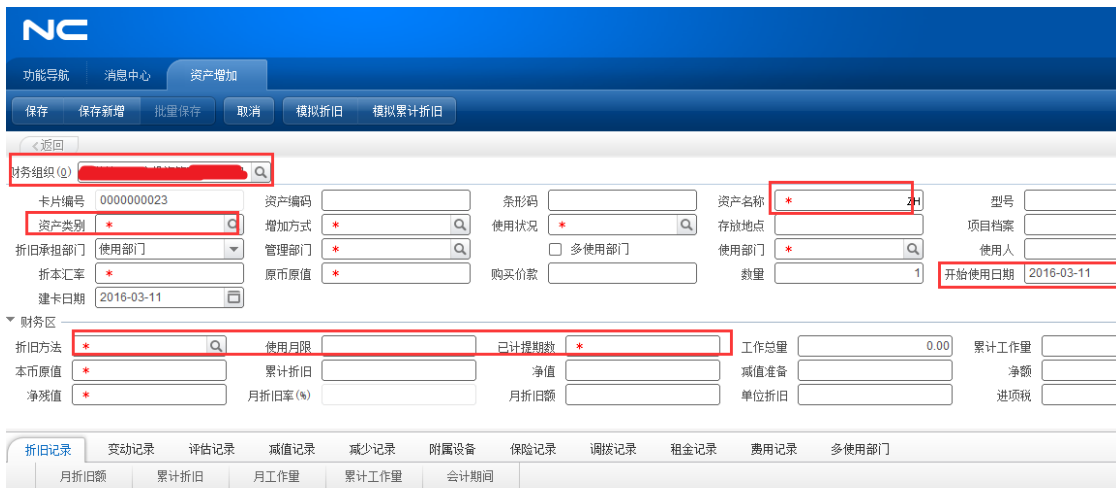 NC
功能导航 消息中心 资产增加
保存 保存新增 批量保存 取消 模拟折旧 模拟累计折旧
<返回
财务组织(O)
卡片编号 0000000023 资产编码 条形码 资产名称 * ZH 型号
资产类别 * 增加方式 * 使用状况 * 存放地点 项目档案
折旧承担部门 使用部门 管理部门 * 多使用部门 使用部门 * 使用人
折本汇率 * 原币原值 * 购买价款 数量 1 开始使用日期 2016-03-11
建卡日期 2016-03-11
财务区
折旧方法 * 使用月限 已计提期数 * 工作总量 0.00 累计工作量
本币原值 * 累计折旧 净值 减值准备 净额
净残值 * 月折旧率(%) 月折旧额 单位折旧 进项税
折旧记录 变动记录 评估记录 减值记录 减少记录 附属设备 保险记录 调拨记录 租金记录 费用记录 多使用部门
月折旧额 累计折旧 月工作量 累计工作量 会计期间